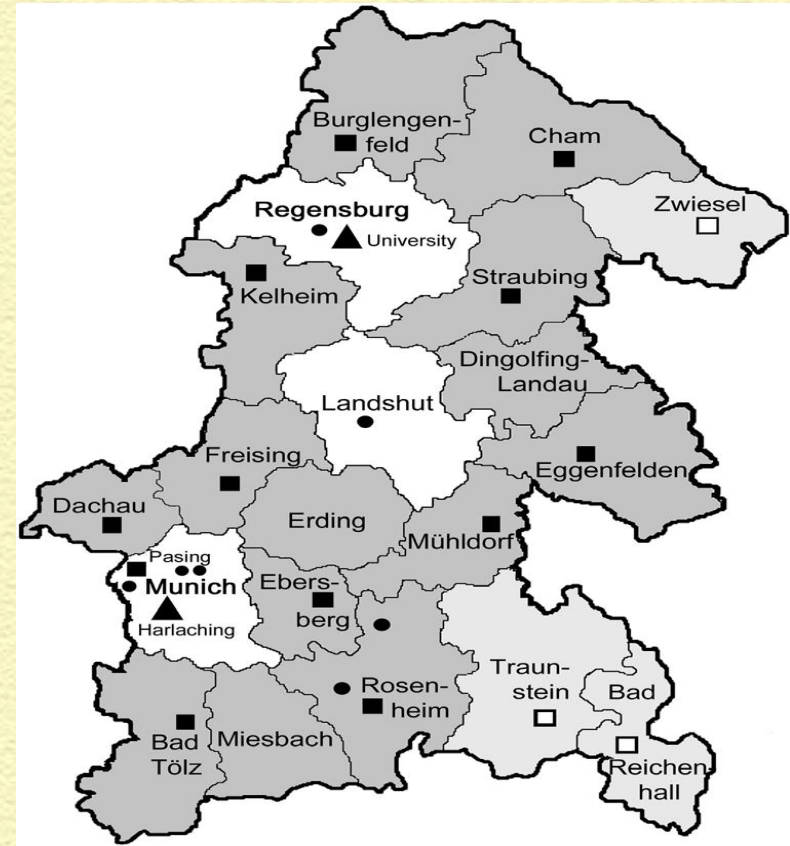 Burglengen-
feld
Cham
Regensburg
University
Zwiesel
Kelheim
Straubing
Dingolfing-
Landau
Landshut
Freising
Eggenfelden
Dachau
Erding
Mühldorf
Pasing
Munich
Harlaching
Ebers-
berg
Rosen-
heim
Traun-
stein
Bad
Reichen-
hall
Bad
Tölz
Miesbach